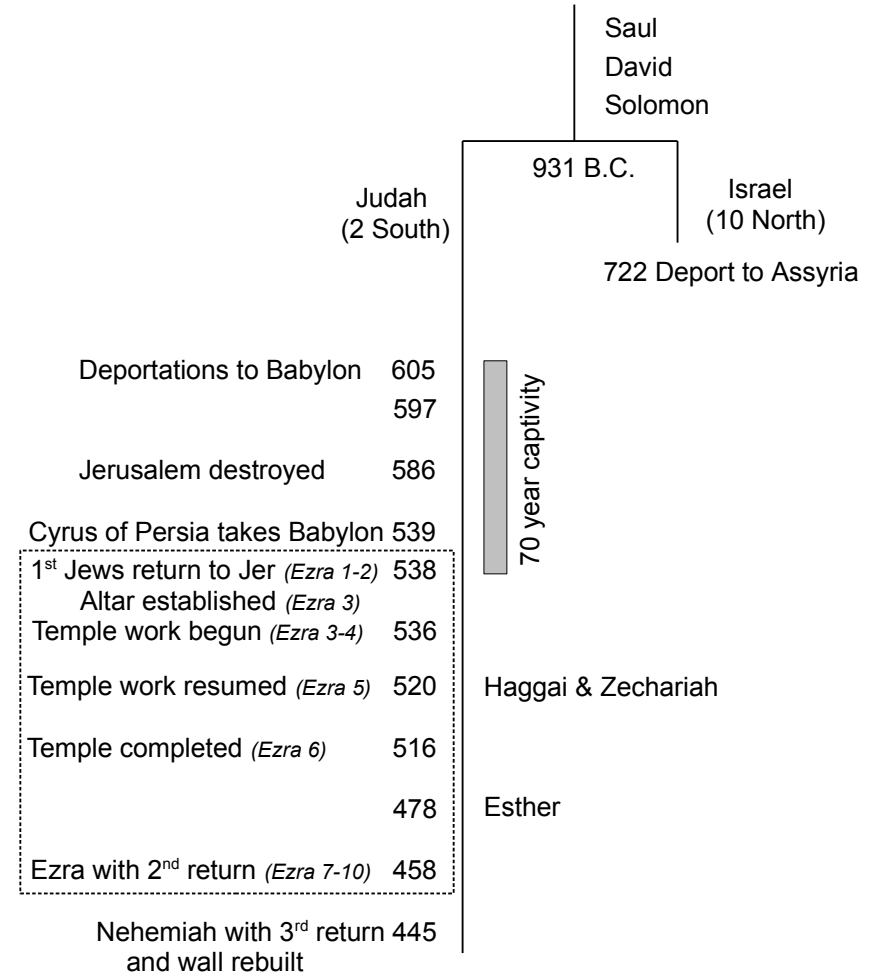 Saul
David
Solomon
931 B.C.
Judah
(2 South)
Israel
(10 North)
722 Deport to Assyria
Deportations to Babylon 605
597
70 year captivity
Jerusalem destroyed 586
Cyrus of Persia takes Babylon 539
1st Jews return to Jer (Ezra 1-2) 538
Altar established (Ezra 3)
Temple work begun (Ezra 3-4) 536
Temple work resumed (Ezra 5) 520 Haggai & Zechariah
Temple completed (Ezra 6) 516
478 Esther
Ezra with 2nd return (Ezra 7-10) 458
Nehemiah with 3rd return 445
and wall rebuilt